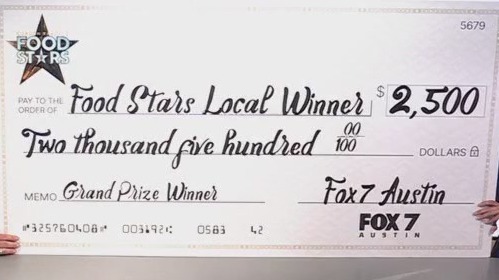 FOOD
STARS
5679
PAY TO THE
ORDER OF Food Stars Local Winner $ 2,500
Two thousand five hundred 00/100 DOLLARS
MEMO Grand Prize Winner Fox7 Austin
FOX 7
AUSTIN
⑈325760408⑈ 003192⑆ 0583 42